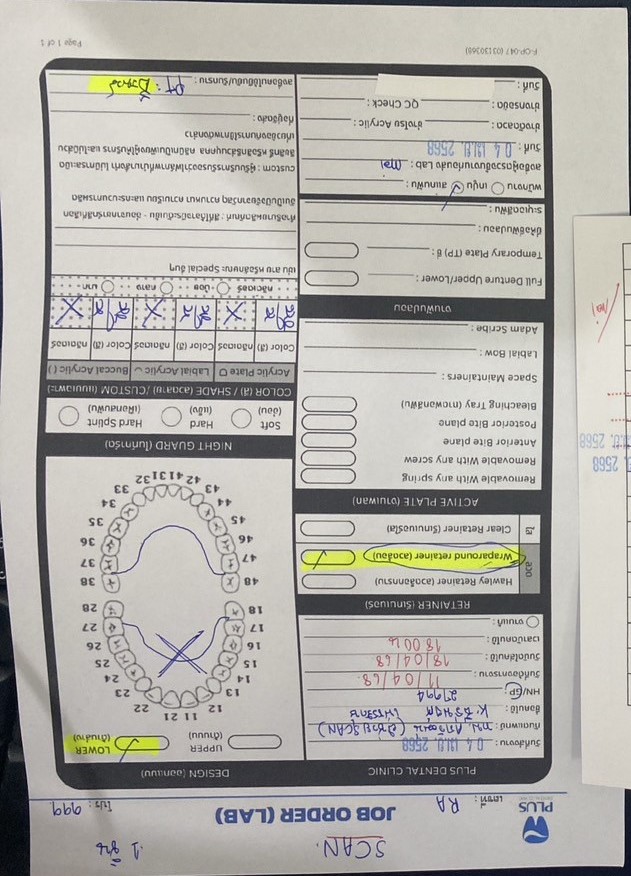 SCAN.
1 ชิ้น
PLUS
DENTAL CLINIC
เลขที่ : RA
JOB ORDER (LAB)
โปร : 999
PLUS DENTAL CLINIC
วันที่ส่งงาน : 04 เม.ย. 2568
ทันตแพทย์ : ทพ. (ผู้ช่วย SCAN)
ชื่อคนไข้ : K.
HN/GP : 27994
วันที่ต้องการงาน : 17/04/68.
วันนัดใส่คนไข้ : 18/04/68
เวลานัดคนไข้ : 18.00 น
งานแก้ :
RETAINER (รีเทนเนอร์)
ลวด
Hawley Retainer (ลวดล็อกกราม)
Wraparound retainer (ลวดล้อม)
ใส
Clear Retainer (รีเทนเนอร์ใส)
ACTIVE PLATE (งานเพลท)
Removable With any spring
Removable With any screw
Anterior Bite plane
Posterior Bite plane
Bleaching Tray (ถาดฟอกสีฟัน)
Space Maintainers :
Labial Bow :
Adam Scribe :
งานฟันปลอม
Full Denture Upper/Lower :
Temporary Plate (TP) ซี่ :
ยี่ห้อซี่ฟันปลอม :
ระบุเฉดสีฟัน :
พนักงาน เทปูน สแกนฟัน :
ลงชื่อผู้ตรวจชิ้นงานก่อนส่ง Lab : mai
วันที่ : 04 เม.ย. 2568
ช่างดัดลวด : ช่างโรย Acrylic :
ช่างกรอขัด : QC Check :
วันที่ :
DESIGN (ออกแบบ)
UPPER
(ด้านบน)
LOWER
(ด้านล่าง)
11 21
12 22
13 23
14 24
15 25
16 26
17 27
18 28
48 38
47 37
46 36
45 35
44 34
43 33
42 41 31 32
NIGHT GUARD (ไนท์การ์ด)
Soft
(อ่อน)
Hard
(แข็ง)
Hard Splint
(เฝือกสบฟัน)
COLOR (สี) / SHADE (ลวดลาย) /CUSTOM (แบบเฉพาะ)
Acrylic Plate Labial Acrylic Buccal Acrylic ( )
Color (สี) กลิตเตอร์ Color (สี) กลิตเตอร์ Color (สี) กลิตเตอร์
สีใส X สีใส X สีใส X
กลิตเตอร์ น้อย กลาง มาก
เช่น ลาย หรือลักษณะ Special อื่นๆ
คำอธิบายผลิตภัณฑ์ : สีที่ได้อาจมีระดับเข้ม - อ่อนจากชาร์ทสีที่เลือก
อันเป็นปัจจัยจากวัสดุ ความหนา ความเรียบ และกระบวนการผลิต
custom : ผู้รับบริการรับรองว่าไฟล์ภาพที่นำมาสั่งทำ ไม่มีการละเมิด
ลิขสิทธิ์ หรือสิทธิส่วนบุคคล คลินิกเป็นเพียงผู้ให้บริการ และไม่มีส่วน
เกี่ยวข้องกับการใช้ภาพดังกล่าว
ที่อยู่จัดส่ง :
ลงชื่อคนไข้ยืนยัน/รับทราบ : PT :
F-OP-047 (03130368)
Page 1 of 1
2568
2568
mai